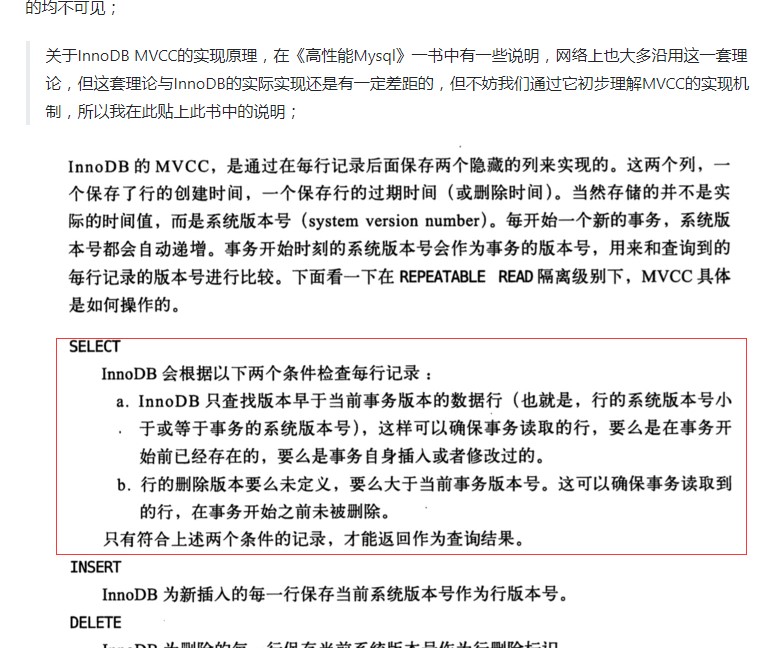 的均不可见；
关于InnoDB MVCC的实现原理，在《高性能Mysql》一书中有一些说明，网络上也大多沿用这一套理
论，但这套理论与InnoDB的实际实现还是有一定差距的，但不妨我们通过它初步理解MVCC的实现机
制，所以我在此贴上此书中的说明；
InnoDB 的 MVCC，是通过在每行记录后面保存两个隐藏的列来实现的。这两个列，一
个保存了行的创建时间，一个保存行的过期时间（或删除时间）。当然存储的并不是实
际的时间值，而是系统版本号（system version number）。每开始一个新的事务，系统版
本号都会自动递增。事务开始时刻的系统版本号会作为事务的版本号，用来和查询到的
每行记录的版本号进行比较。下面看一下在 REPEATABLE READ 隔离级别下，MVCC 具体
是如何操作的。
SELECT
InnoDB 会根据以下两个条件检查每行记录：
a. InnoDB 只查找版本早于当前事务版本的数据行（也就是，行的系统版本号小
于或等于事务的系统版本号），这样可以确保事务读取的行，要么是在事务开
始前已经存在的，要么是事务自身插入或者修改过的。
b. 行的删除版本要么未定义，要么大于当前事务版本号。这可以确保事务读取到
的行，在事务开始之前未被删除。
只有符合上述两个条件的记录，才能返回作为查询结果。
INSERT
InnoDB 为新插入的每一行保存当前系统版本号作为行版本号。
DELETE
InnoDB 为删除的每一行保存当前系统版本号作为行删除标识